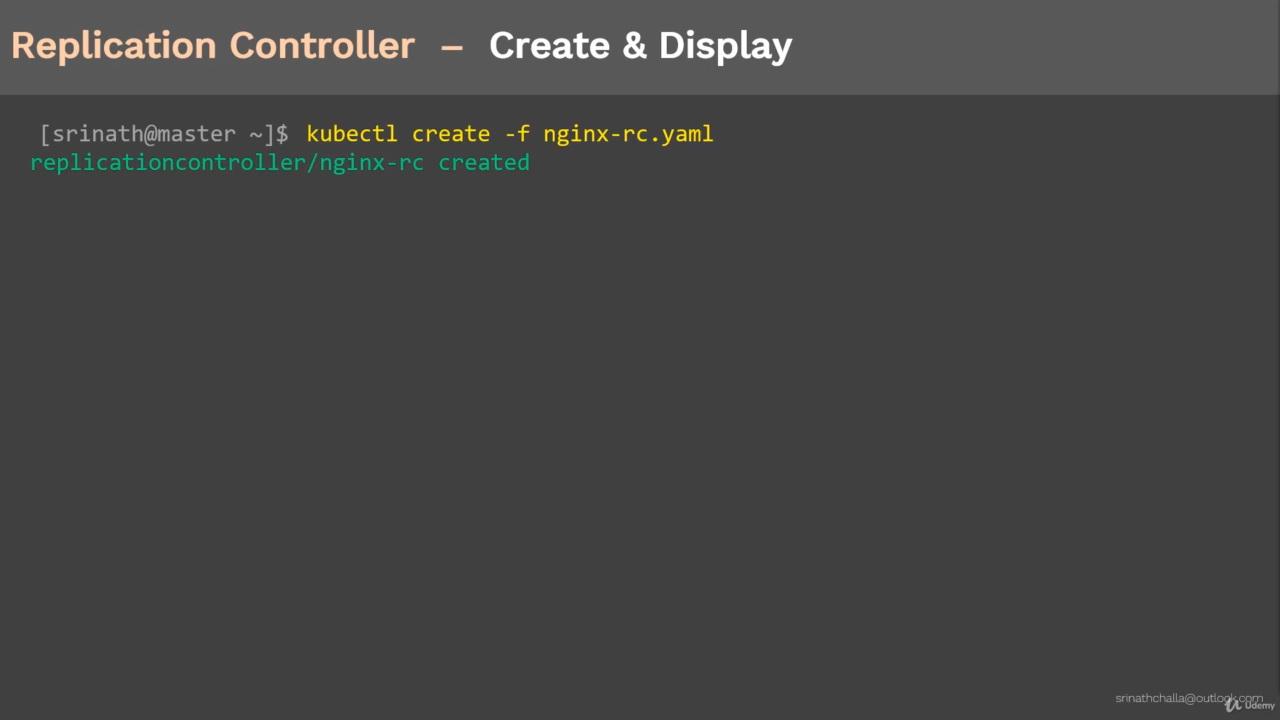 Replication Controller – Create & Display
[srinath@master ~]$ kubectl create -f nginx-rc.yaml
replicationcontroller/nginx-rc created
srinathchalla@outlook.com
Udemy